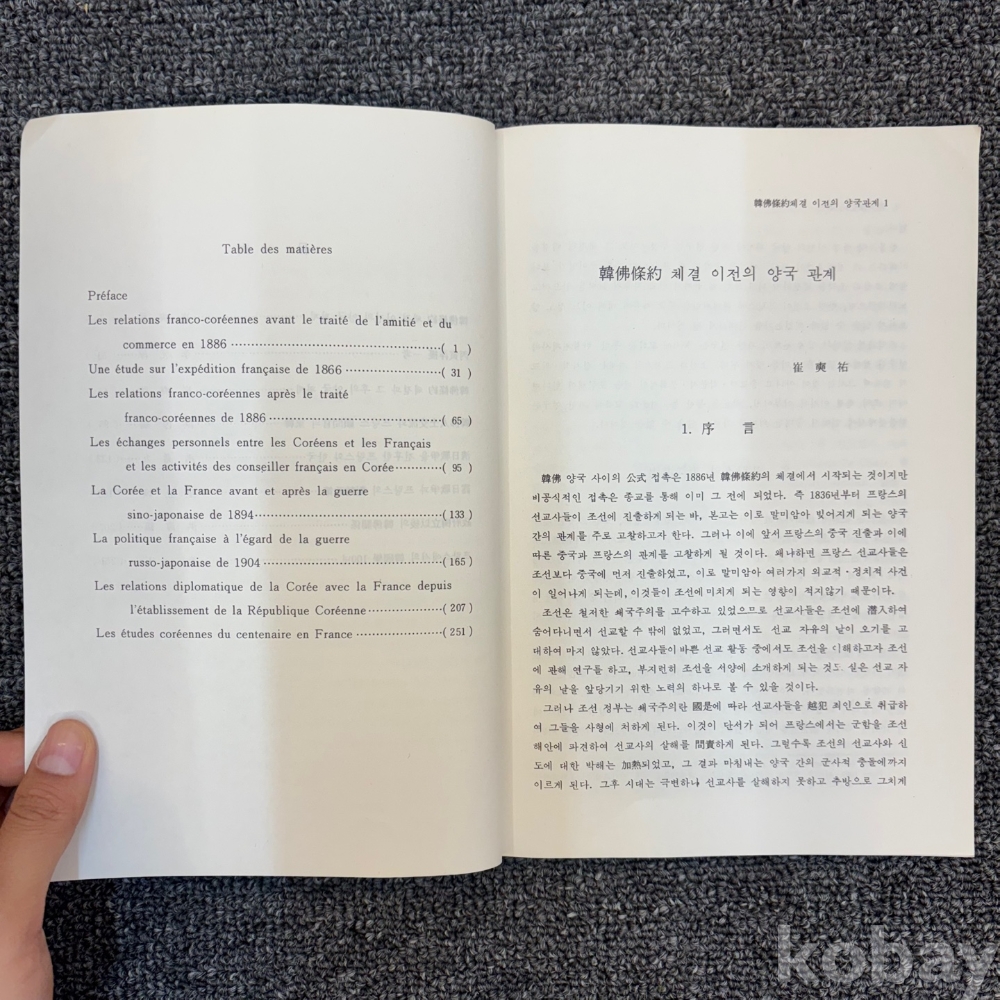 Table des matières
Préface
Les relations franco-coréennes avant le traité de l'amitié et du
commerce en 1886 ······( 1 )
Une étude sur l'expédition française de 1866 ······( 31 )
Les relations franco-coréennes après le traité
franco-coréennes de 1886 ······( 65 )
Les échanges personnels entre les Coréens et les Français
et les activités des conseiller français en Corée ······( 95 )
La Corée et la France avant et après la guerre
sino-japonaise de 1894 ······(133)
La politique française à l'égard de la guerre
russo-japonaise de 1904 ······(165)
Les relations diplomatique de la Corée avec la France depuis
l'établissement de la République Coréenne ······( 207)
Les études coréennes du centenaire en France ······( 251)
韓佛條約체결 이전의 양국관계 1
韓佛條約 체결 이전의 양국 관계
崔奭祐
1. 序言
韓佛 양국 사이의 公式 접촉은 1886년 韓佛條約의 체결에서 시작되는 것이지만
비공식적인 접촉은 종교를 통해 이미 그 전에 되었다. 즉 1836년부터 프랑스의
선교사들이 조선에 진출하게 되는 바, 본고는 이로 말미암아 빚어지게 되는 양국
간의 관계를 주로 고찰하고자 한다. 그러나 이에 앞서 프랑스의 중국 진출과 이에
따른 중국과 프랑스의 관계를 고찰하게 될 것이다. 왜냐하면 프랑스 선교사들은
조선보다 중국에 먼저 진출하였고, 이로 말미암아 여러가지 외교적·정치적 사건
이 일어나게 되는데, 이것들이 조선에 미치게 되는 영향이 적지않기 때문이다.
조선은 철저한 쇄국주의를 고수하고 있었으므로 선교사들은 조선에 潛入하여
숨어다니면서 선교할 수 밖에 없었고, 그러면서도 선교 자유의 날이 오기를 고
대하여 마지 않았다. 선교사들이 바쁜 선교 활동 중에서도 조선을 이해하고자 조선
에 관해 연구들 하고, 부지런히 조선을 서양에 소개하게 되는 것도 실은 선교 자
유의 날을 앞당기기 위한 노력의 하나로 볼 수 있을 것이다.
그러나 조선 정부는 쇄국주의란 國是에 따라 선교사들을 越犯 죄인으로 취급하
여 그들을 사형에 처하게 된다. 이것이 단서가 되어 프랑스에서는 군함을 조선
해안에 파견하여 선교사의 살해를 問責하게 된다. 그럴수록 조선의 선교사와 신
도에 대한 박해는 加熱되었고, 그 결과 마침내는 양국 간의 군사적 충돌에까지
이르게 된다. 그후 시대는 극변하나 선교사를 살해하지 못하고 추방으로 그치게
kobay